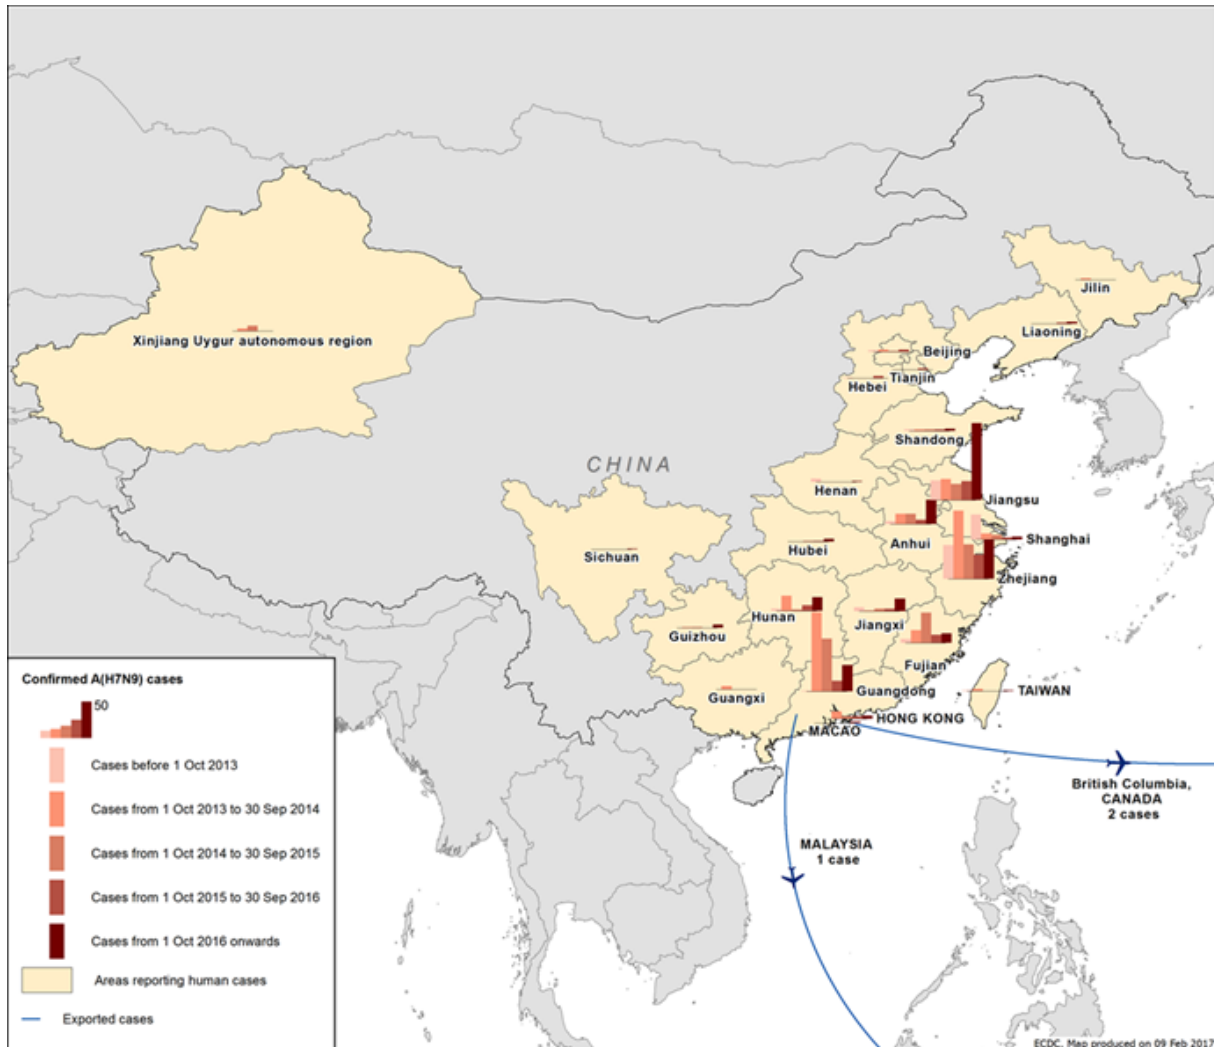 Jilin
Liaoning
Beijing
Xinjiang Uygur autonomous region
Tianjin
Hebei
Shandong
CHINA
Henan
Jiangsu
Shanghai
Anhui
Hubei
Sichuan
Zhejiang
Hunan
Jiangxi
Guizhou
Fujian
Guangxi
Guangdong
TAIWAN
HONG KONG
MACAO
British Columbia,
CANADA
2 cases
MALAYSIA
1 case
Confirmed A(H7N9) cases
50
Cases before 1 Oct 2013
Cases from 1 Oct 2013 to 30 Sep 2014
Cases from 1 Oct 2014 to 30 Sep 2015
Cases from 1 Oct 2015 to 30 Sep 2016
Cases from 1 Oct 2016 onwards
Areas reporting human cases
Exported cases
ECDC. Map produced on 09 Feb 2017